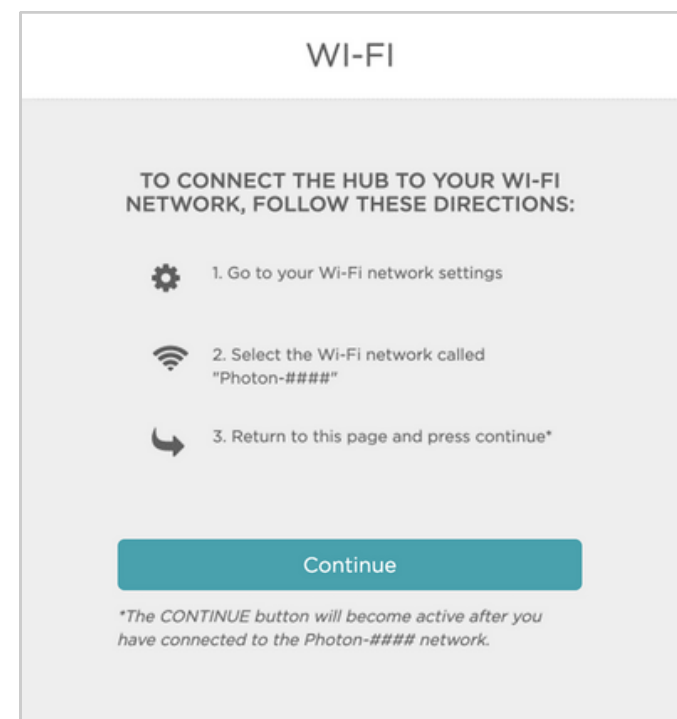 WI-FI
TO CONNECT THE HUB TO YOUR WI-FI
NETWORK, FOLLOW THESE DIRECTIONS:
1. Go to your Wi-Fi network settings
2. Select the Wi-Fi network called
"Photon-####"
3. Return to this page and press continue*
Continue
*The CONTINUE button will become active after you
have connected to the Photon-#### network.